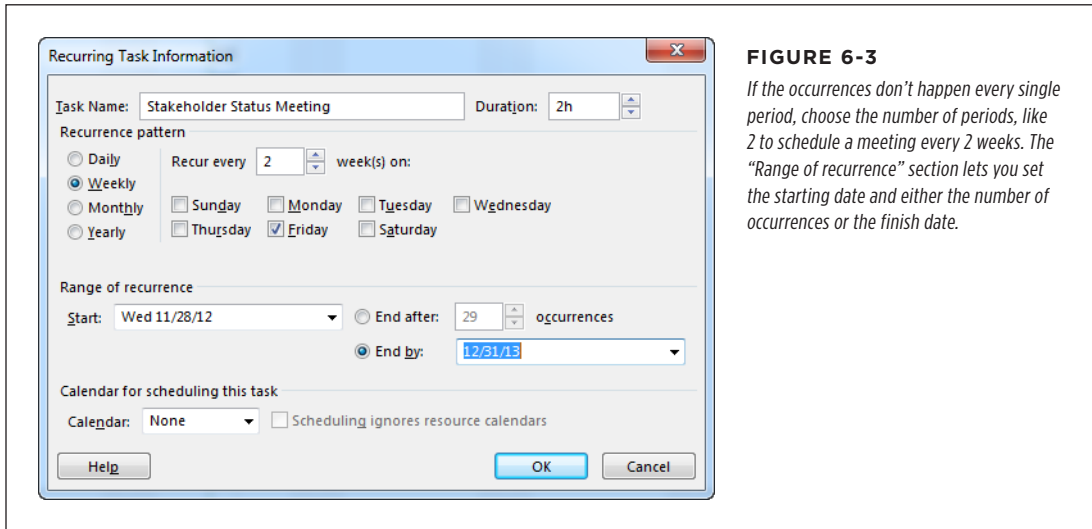 Recurring Task Information
Task Name: Stakeholder Status Meeting Duration: 2h
Recurrence pattern
Daily Recur every 2 week(s) on:
Weekly
Monthly Sunday Monday Tuesday Wednesday
Yearly Thursday Friday Saturday
Range of recurrence
Start: Wed 11/28/12 End after: 29 occurrences
End by: 12/31/13
Calendar for scheduling this task
Calendar: None Scheduling ignores resource calendars
Help OK Cancel
FIGURE 6-3
If the occurrences don’t happen every single
period, choose the number of periods, like
2 to schedule a meeting every 2 weeks. The
“Range of recurrence” section lets you set
the starting date and either the number of
occurrences or the finish date.